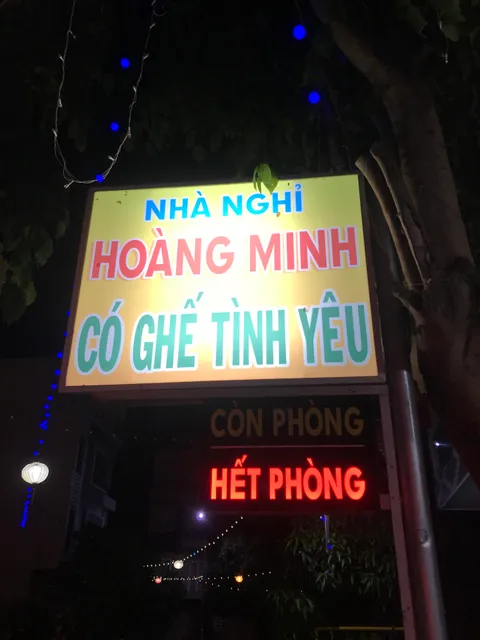 NHÀ NGHỈ
HOÀNG MINH
CÓ GHẾ TÌNH YÊU
CÒN PHÒNG
HẾT PHÒNG